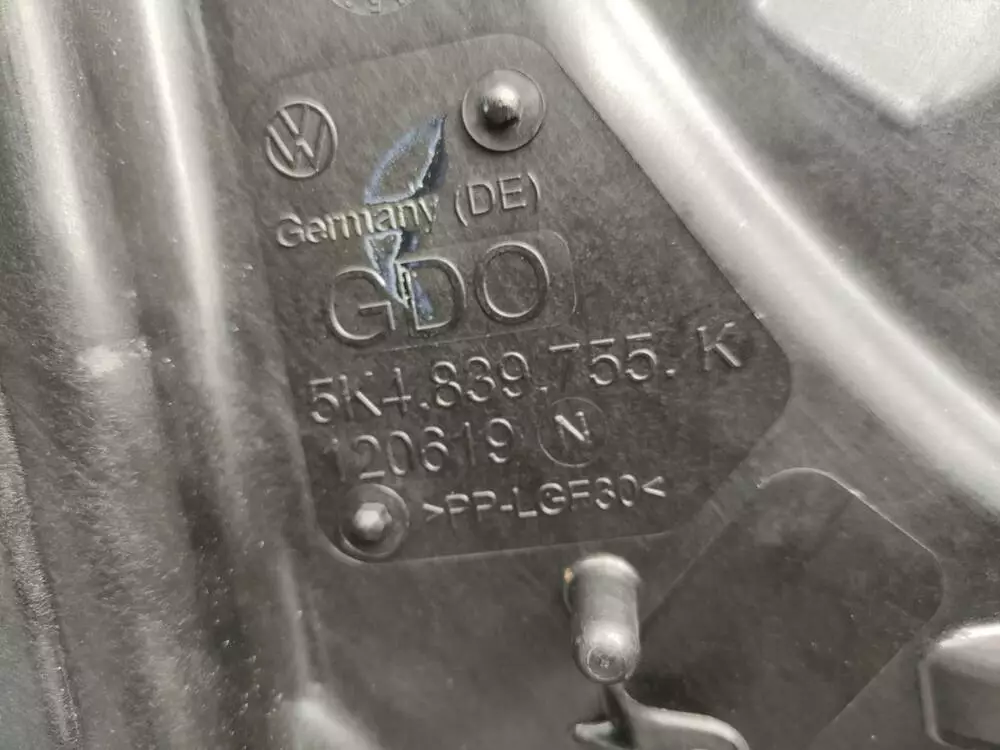 Germany (DE)
GDO
5K4.839.755.K
120619 N
>PP-LGF30<